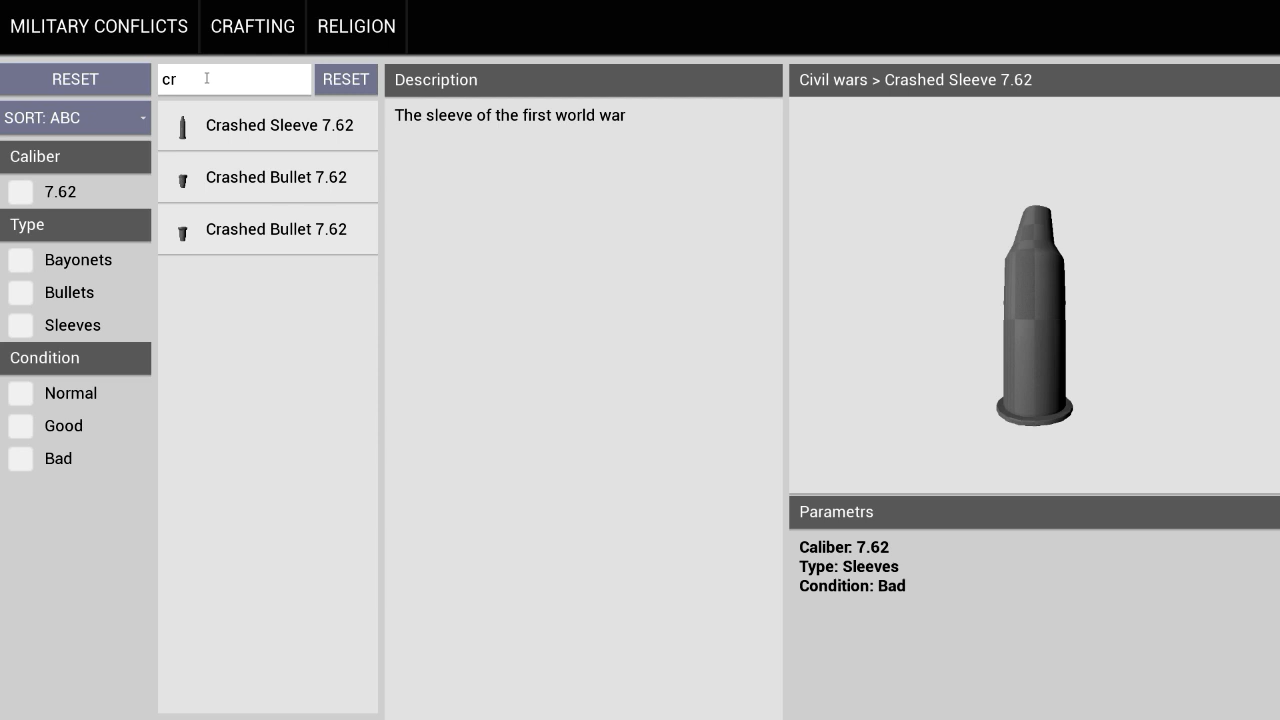 MILITARY CONFLICTS
CRAFTING
RELIGION
RESET
SORT: ABC
Caliber
7.62
Type
Bayonets
Bullets
Sleeves
Condition
Normal
Good
Bad
cr
RESET
Crashed Sleeve 7.62
Crashed Bullet 7.62
Crashed Bullet 7.62
Description
The sleeve of the first world war
Civil wars > Crashed Sleeve 7.62
Parametrs
Caliber: 7.62
Type: Sleeves
Condition: Bad